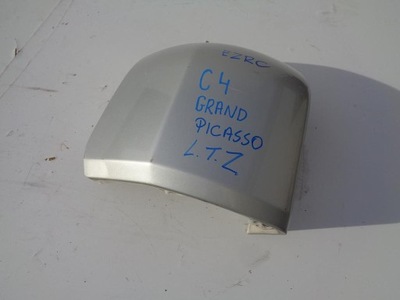 EZRC
C4
GRAND
PICASSO
L.T.Z